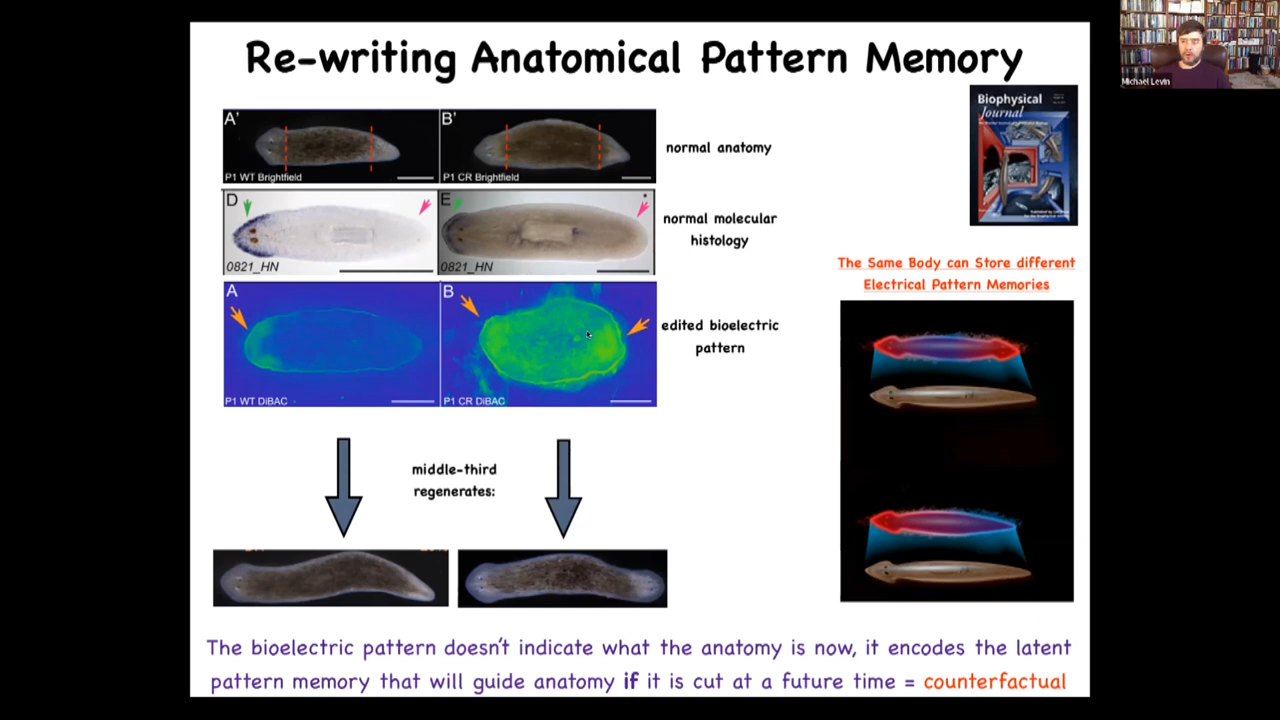 Re-writing Anatomical Pattern Memory
Michael Levin
A'
B'
P1 WT Brightfield
P1 CR Brightfield
normal anatomy
D
E
0821_HN
0821_HN
normal molecular
histology
A
B
P1 WT DiBAC
P1 CR DiBAC
edited bioelectric
pattern
middle-third
regenerates:
Biophysical
Journal
The Same Body can Store different
Electrical Pattern Memories
The bioelectric pattern doesn't indicate what the anatomy is now, it encodes the latent
pattern memory that will guide anatomy if it is cut at a future time = counterfactual